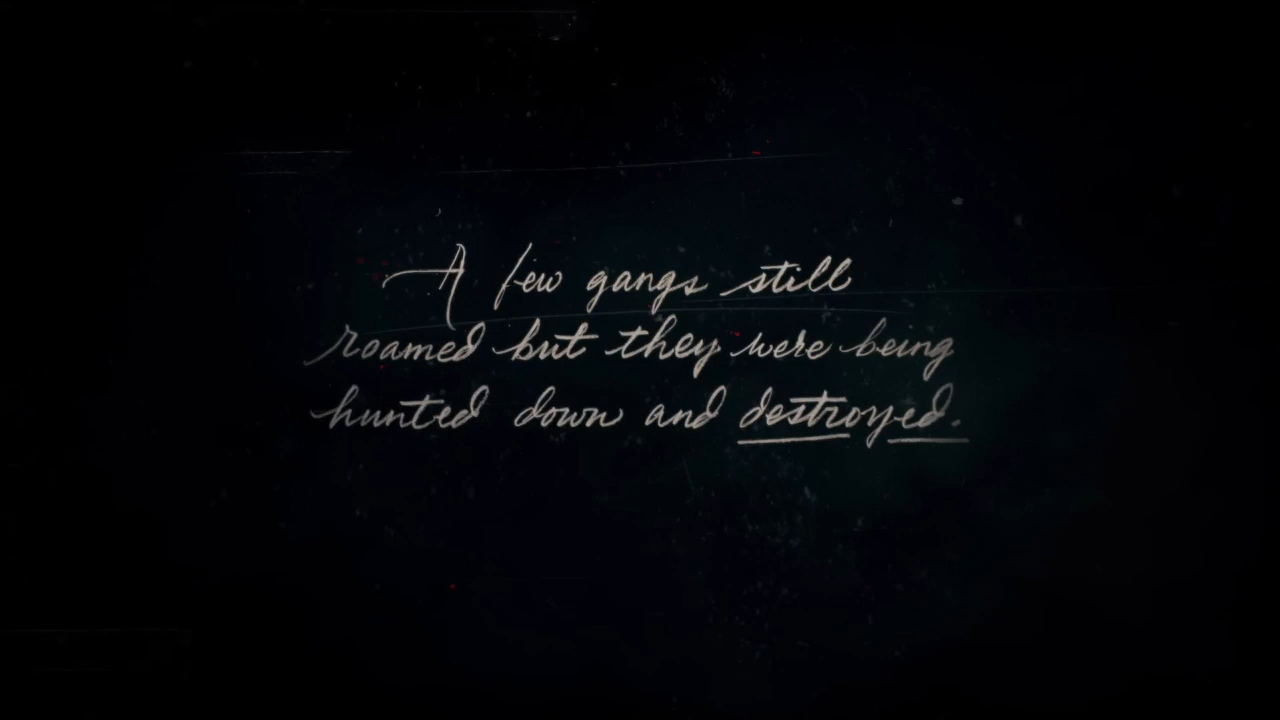 A few gangs still
roamed but they were being
hunted down and destroyed.